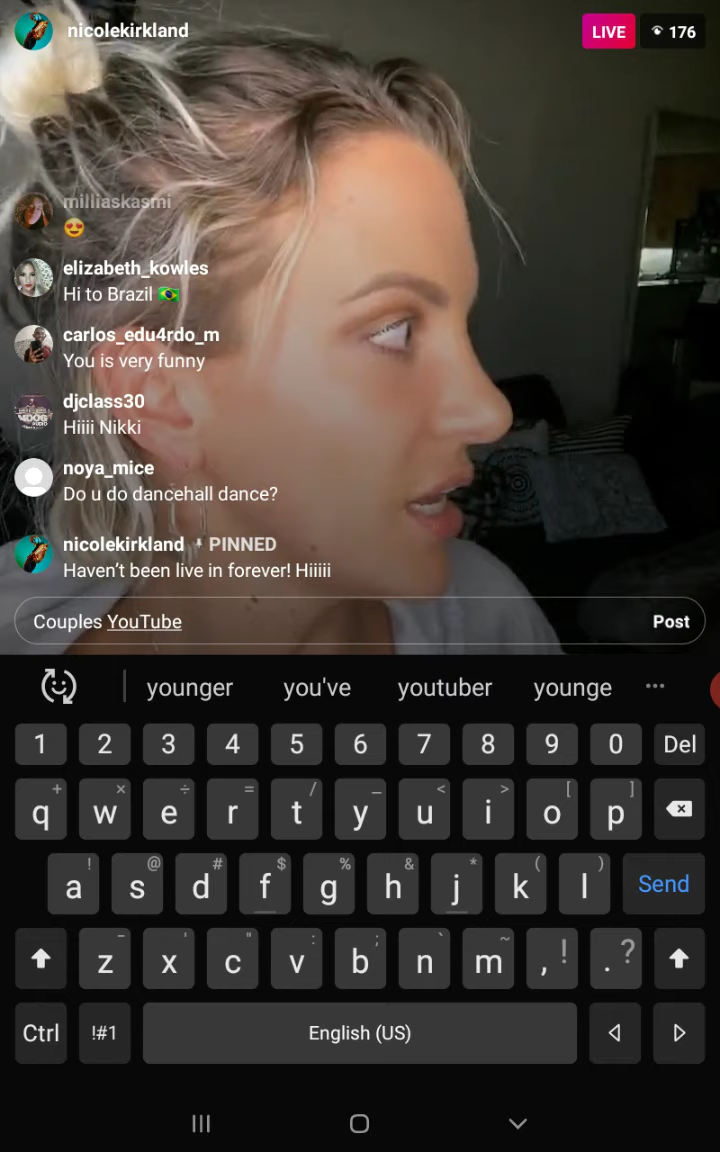 nicolekirkland
LIVE 176
milliaskasmi
😍
elizabeth_kowles
Hi to Brazil 🇧🇷
carlos_edu4rdo_m
You is very funny
djclass30
Hiiii Nikki
noya_mice
Do u do dancehall dance?
nicolekirkland PINNED
Haven't been live in forever! Hiiiii
Couples YouTube Post
younger you've youtuber younge ...
1 2 3 4 5 6 7 8 9 0 Del
+ × ÷ = / _ < > [ ]
q w e r t y u i o p
! @ # $ % & * ( )
a s d f g h j k l Send
- ' " : ; ` ~ ! ?
z x c v b n m , .
Ctrl !#1 English (US)